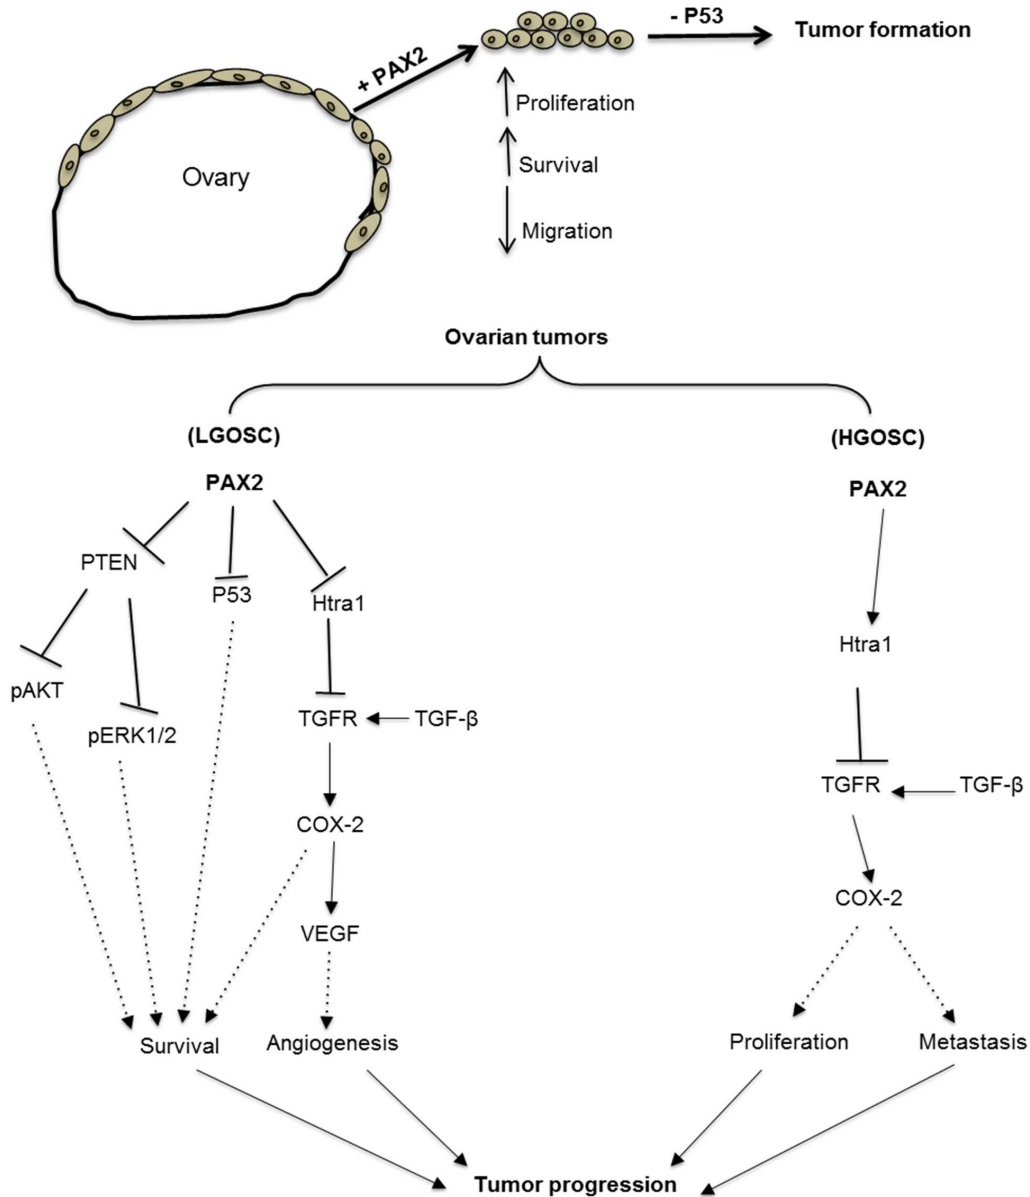 - P53
Tumor formation
+ PAX2
Proliferation
Survival
Ovary
Migration
Ovarian tumors
(LGOSC)
(HGOSC)
PAX2
PAX2
PTEN
P53
Htra1
Htra1
pAKT
pERK1/2
TGFR
TGF-β
TGFR
TGF-β
COX-2
COX-2
VEGF
Survival
Angiogenesis
Proliferation
Metastasis
Tumor progression